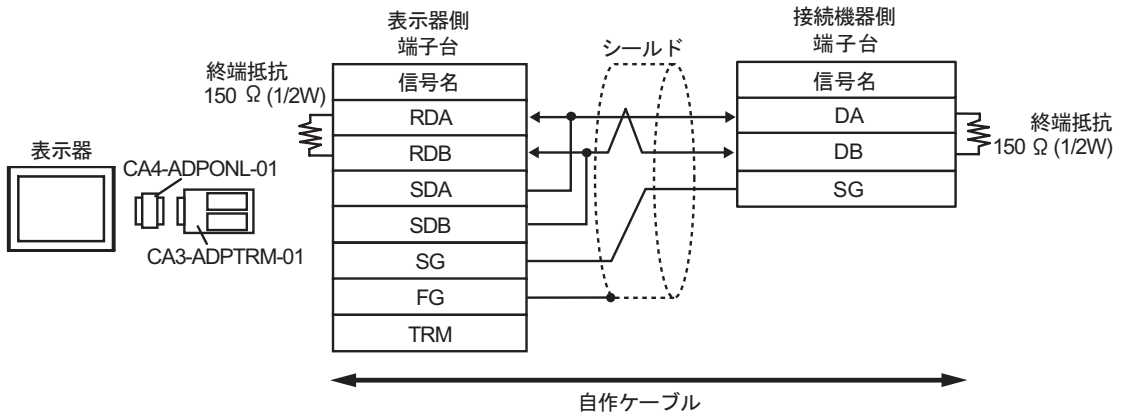 表示器側
端子台
接続機器側
端子台
シールド
終端抵抗
150 Ω (1/2W)
信号名
RDA
RDB
SDA
SDB
SG
FG
TRM
信号名
DA
DB
SG
終端抵抗
150 Ω (1/2W)
表示器
CA4-ADPONL-01
CA3-ADPTRM-01
自作ケーブル